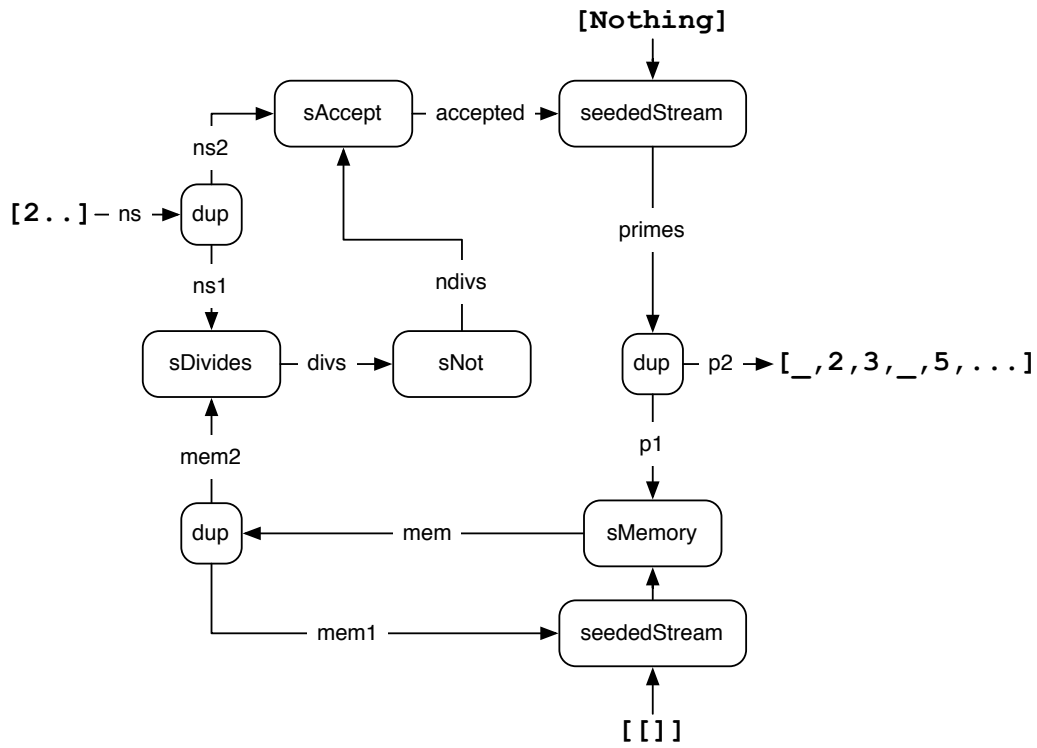 [Nothing]
sAccept
accepted
seededStream
ns2
[2..]
ns
dup
primes
ns1
ndivs
sDivides
divs
sNot
dup
p2
[_,2,3,_,5,...]
mem2
p1
dup
mem
sMemory
mem1
seededStream
[[]]